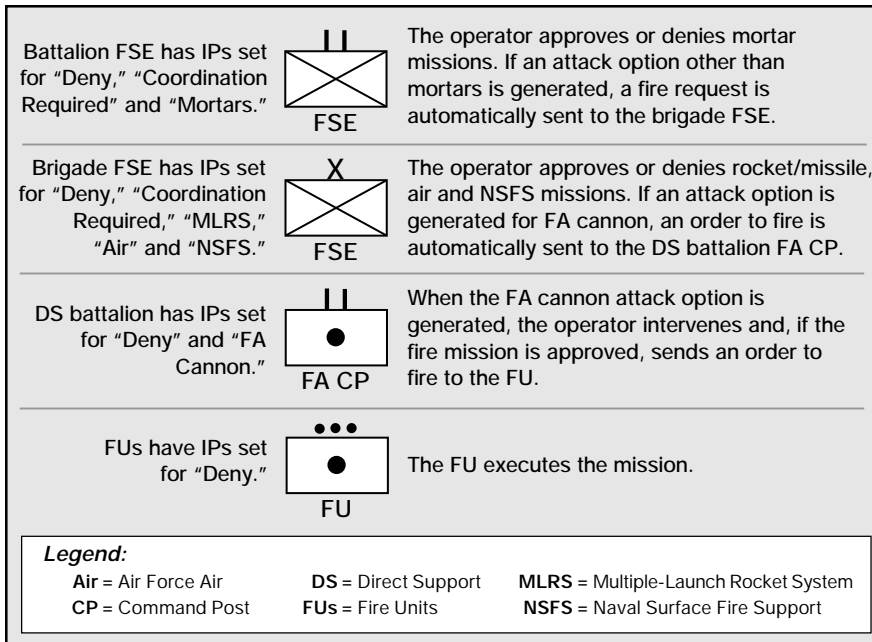 Battalion FSE has IPs set
for “Deny,” “Coordination
Required” and “Mortars.”
FSE
The operator approves or denies mortar
missions. If an attack option other than
mortars is generated, a fire request is
automatically sent to the brigade FSE.
Brigade FSE has IPs set
for “Deny,” “Coordination
Required,” “MLRS,”
“Air” and “NSFS.”
X
FSE
The operator approves or denies rocket/missile,
air and NSFS missions. If an attack option is
generated for FA cannon, an order to fire is
automatically sent to the DS battalion FA CP.
DS battalion has IPs set
for “Deny” and “FA
Cannon.”
FA CP
When the FA cannon attack option is
generated, the operator intervenes and, if the
fire mission is approved, sends an order to
fire to the FU.
FUs have IPs set
for “Deny.”
FU
The FU executes the mission.
Legend:
Air = Air Force Air DS = Direct Support MLRS = Multiple-Launch Rocket System
CP = Command Post FUs = Fire Units NSFS = Naval Surface Fire Support